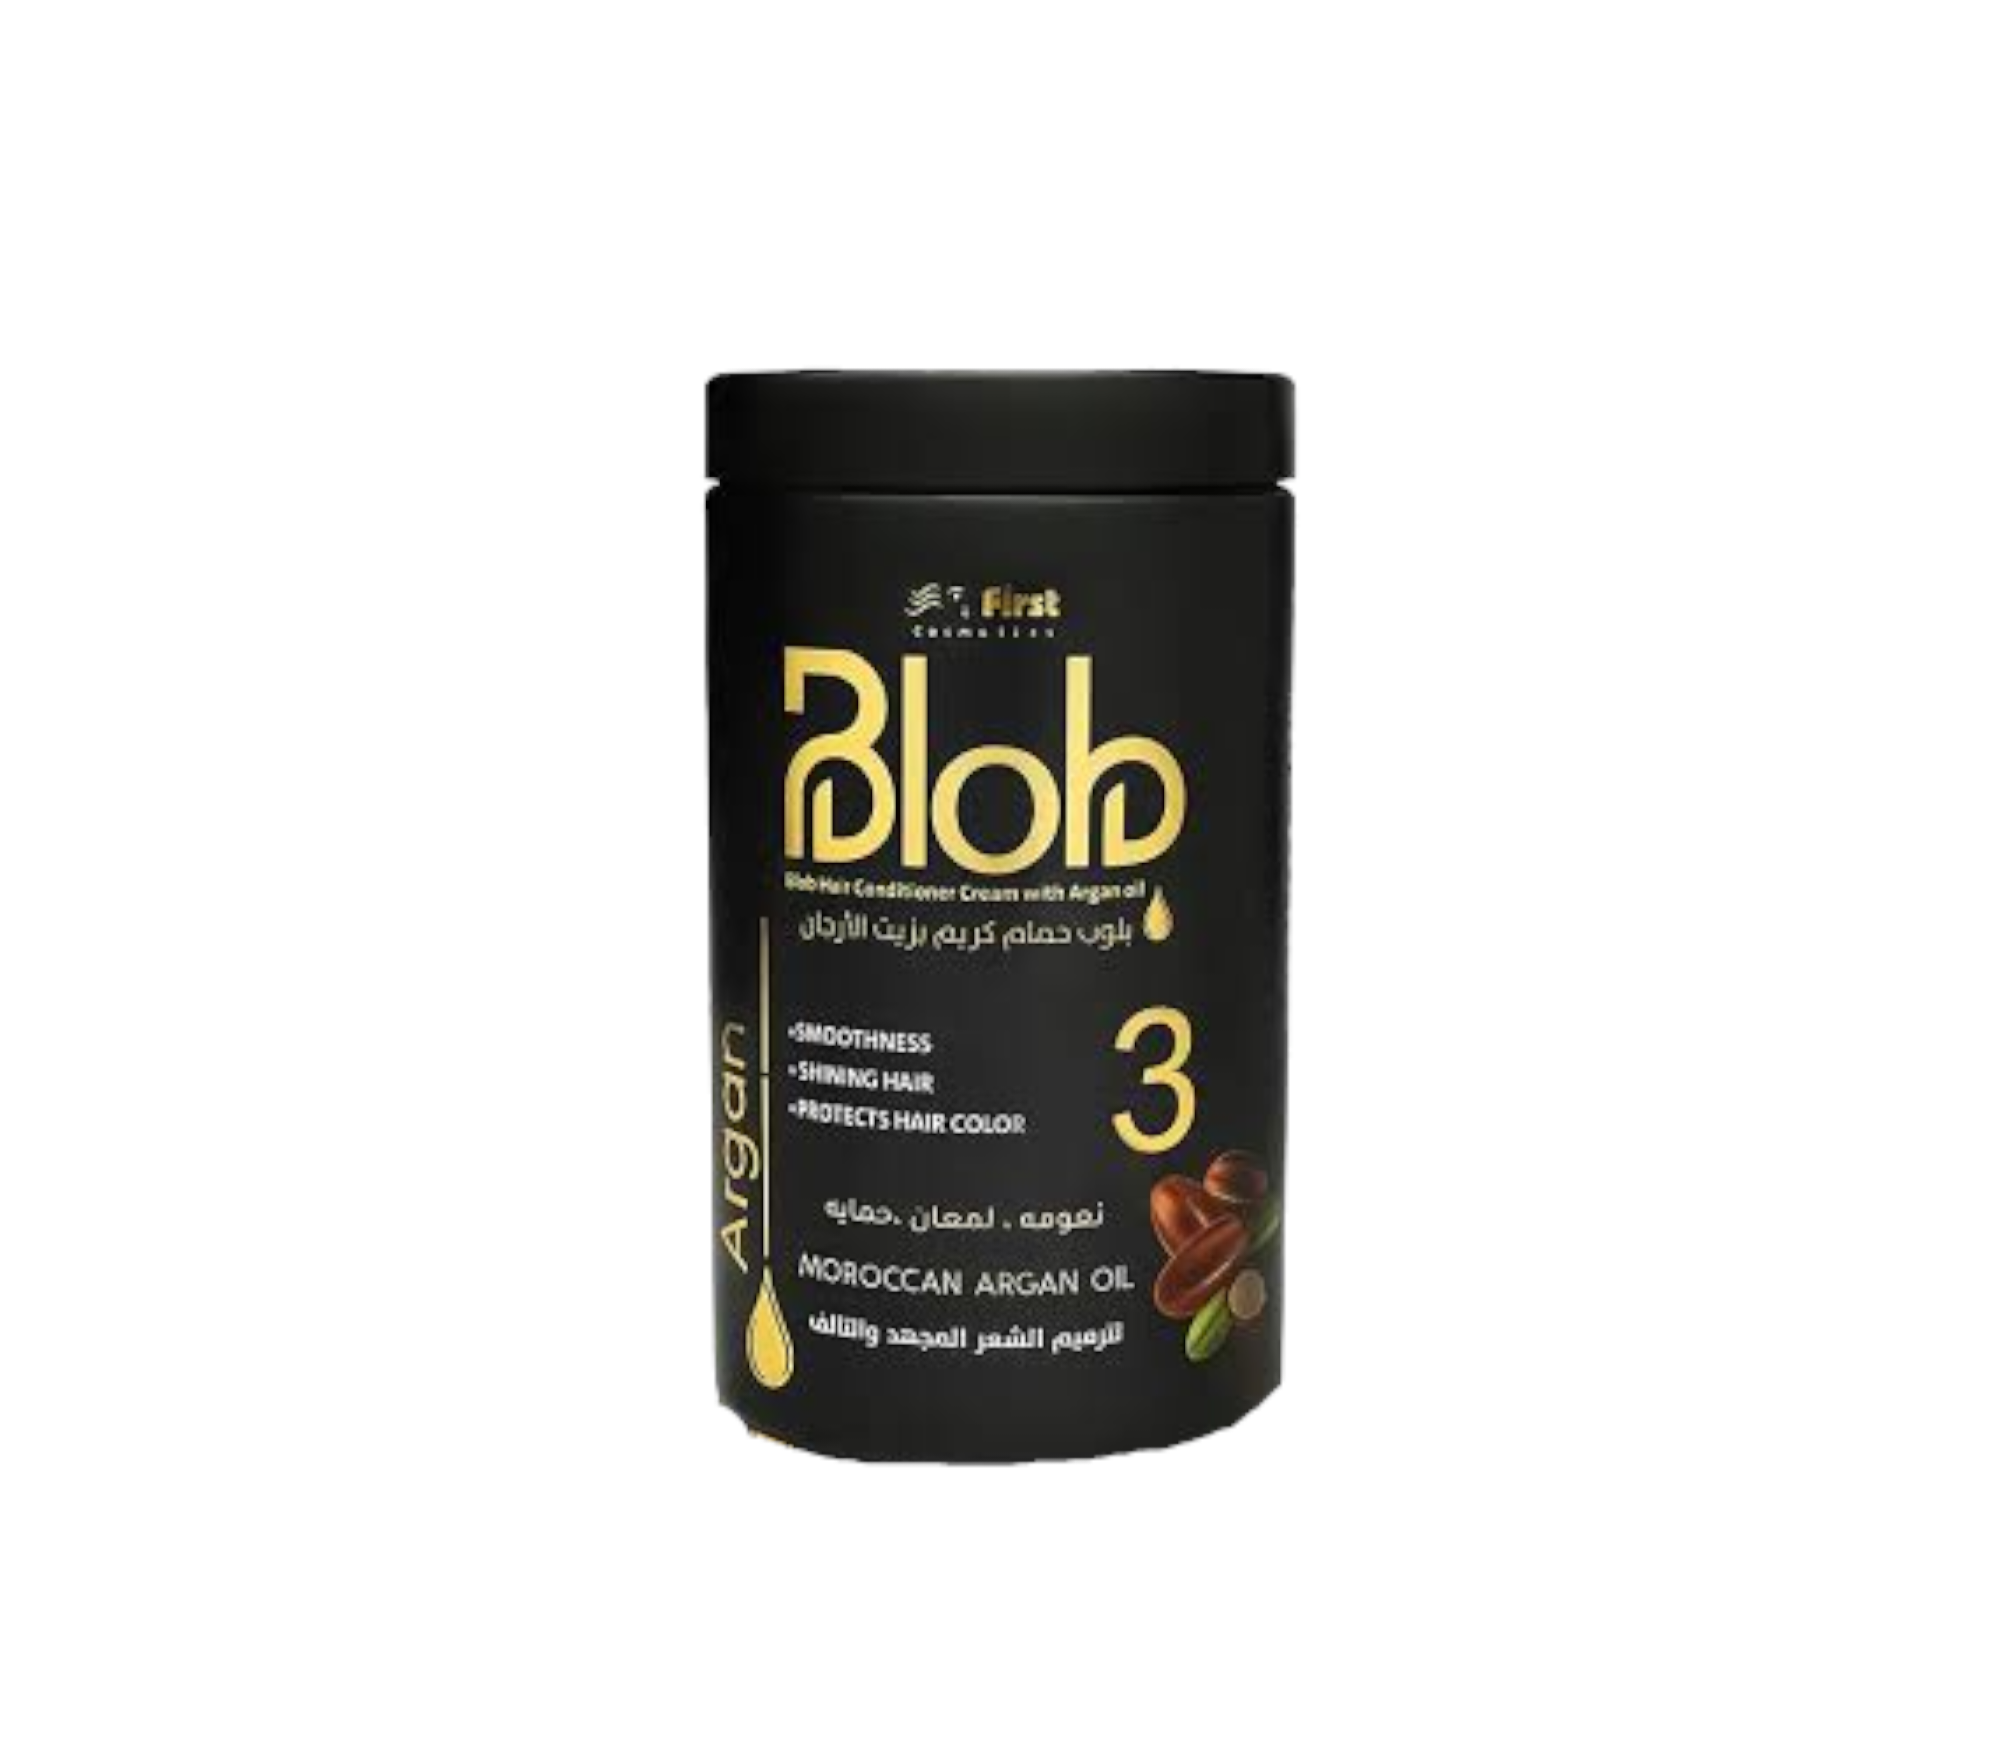 First
Cosmetics
Blob
Blob Hair Conditioner Cream with Argan oil
بلوب حمام كريم بزيت الأرجان
Argan
•SMOOTHNESS
•SHINING HAIR
•PROTECTS HAIR COLOR
3
نعومه . لمعان .حمايه
MOROCCAN ARGAN OIL
لترميم الشعر المجهد والتالف